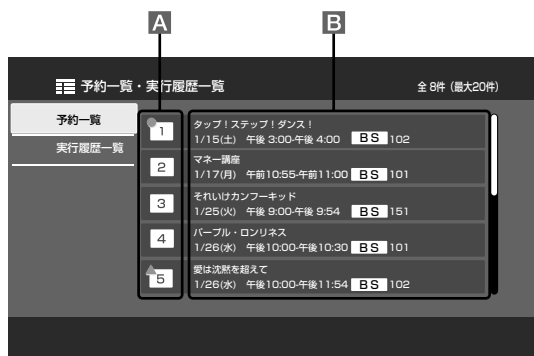 A B
予約一覧・実行履歴一覧 全 8件 (最大20件)
予約一覧
実行履歴一覧
1
タップ！ステップ！ダンス！
1/15(土) 午後 3:00-午後 4:00 BS 102
2
マネー講座
1/17(月) 午前10:55-午前11:00 BS 101
3
それいけカンフーキッド
1/25(火) 午後 9:00-午後 9:54 BS 151
4
パープル・ロンリネス
1/26(水) 午後10:00-午後10:30 BS 101
5
愛は沈黙を超えて
1/26(水) 午後10:00-午後11:54 BS 102